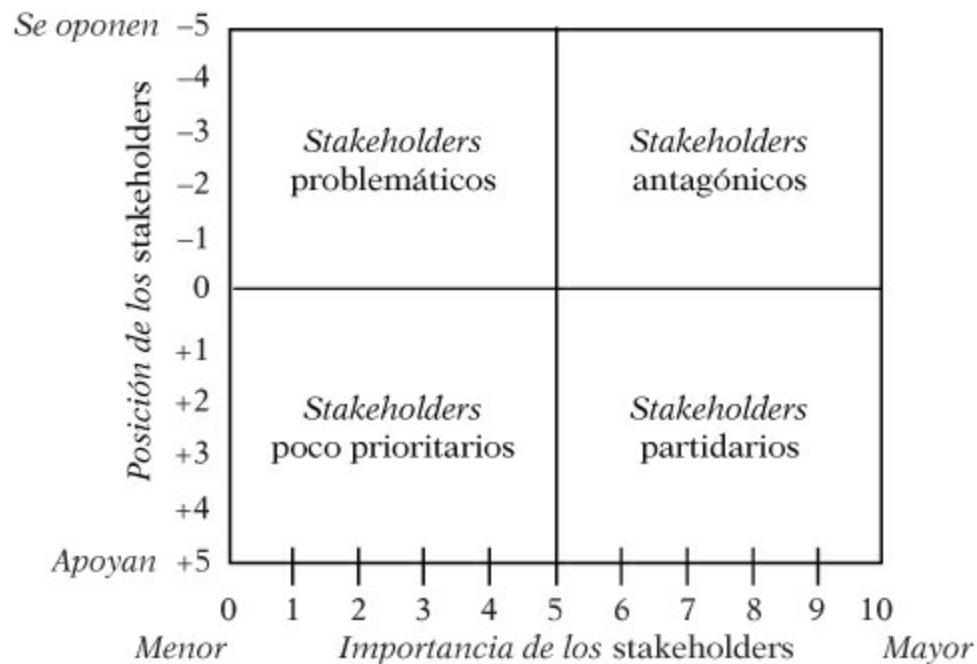 Se oponen –5
–4
–3
–2
–1
0
+1
+2
+3
+4
Apoyan +5
Posición de los stakeholders
Stakeholders
problemáticos
Stakeholders
antagónicos
Stakeholders
poco prioritarios
Stakeholders
partidarios
0 1 2 3 4 5 6 7 8 9 10
Menor Importancia de los stakeholders Mayor